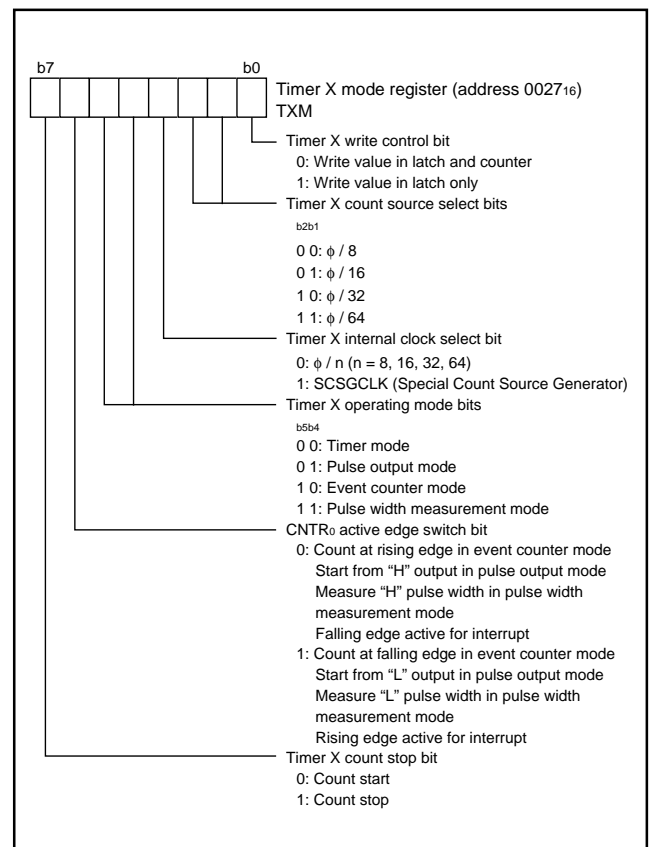 b7 b0
Timer X mode register (address 002716)
TXM
Timer X write control bit
0: Write value in latch and counter
1: Write value in latch only
Timer X count source select bits
b2b1
0 0: ϕ / 8
0 1: ϕ / 16
1 0: ϕ / 32
1 1: ϕ / 64
Timer X internal clock select bit
0: ϕ / n (n = 8, 16, 32, 64)
1: SCSGCLK (Special Count Source Generator)
Timer X operating mode bits
b5b4
0 0: Timer mode
0 1: Pulse output mode
1 0: Event counter mode
1 1: Pulse width measurement mode
CNTR0 active edge switch bit
0: Count at rising edge in event counter mode
Start from “H” output in pulse output mode
Measure “H” pulse width in pulse width
measurement mode
Falling edge active for interrupt
1: Count at falling edge in event counter mode
Start from “L” output in pulse output mode
Measure “L” pulse width in pulse width
measurement mode
Rising edge active for interrupt
Timer X count stop bit
0: Count start
1: Count stop